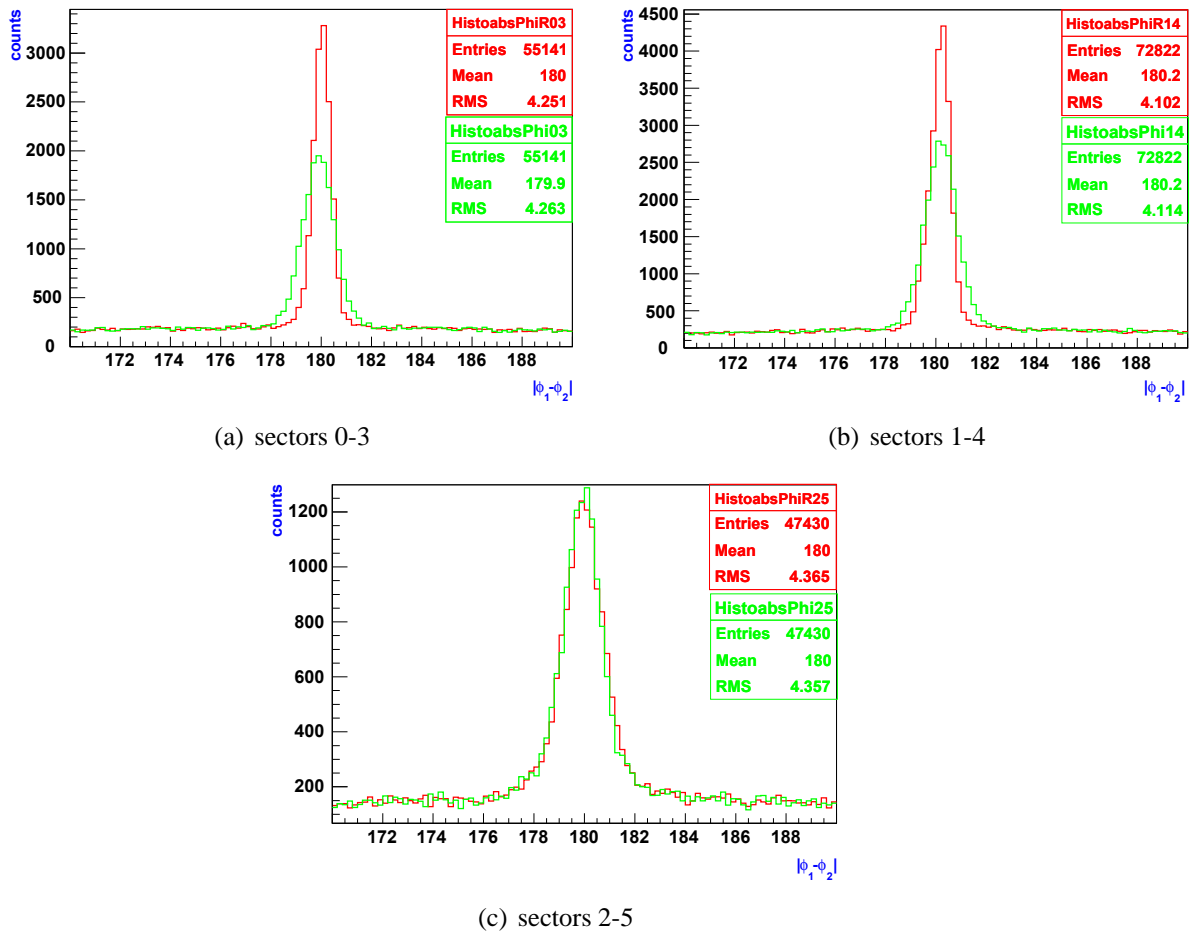 counts
3000
2500
2000
1500
1000
500
0
172 174 176 178 180 182 184 186 188
|ϕ1-ϕ2|
HistoabsPhiR03
Entries 55141
Mean 180
RMS 4.251
HistoabsPhi03
Entries 55141
Mean 179.9
RMS 4.263
(a) sectors 0-3
counts
4500
4000
3500
3000
2500
2000
1500
1000
500
0
172 174 176 178 180 182 184 186 188
|ϕ1-ϕ2|
HistoabsPhiR14
Entries 72822
Mean 180.2
RMS 4.102
HistoabsPhi14
Entries 72822
Mean 180.2
RMS 4.114
(b) sectors 1-4
counts
1200
1000
800
600
400
200
172 174 176 178 180 182 184 186 188
|ϕ1-ϕ2|
HistoabsPhiR25
Entries 47430
Mean 180
RMS 4.365
HistoabsPhi25
Entries 47430
Mean 180
RMS 4.357
(c) sectors 2-5